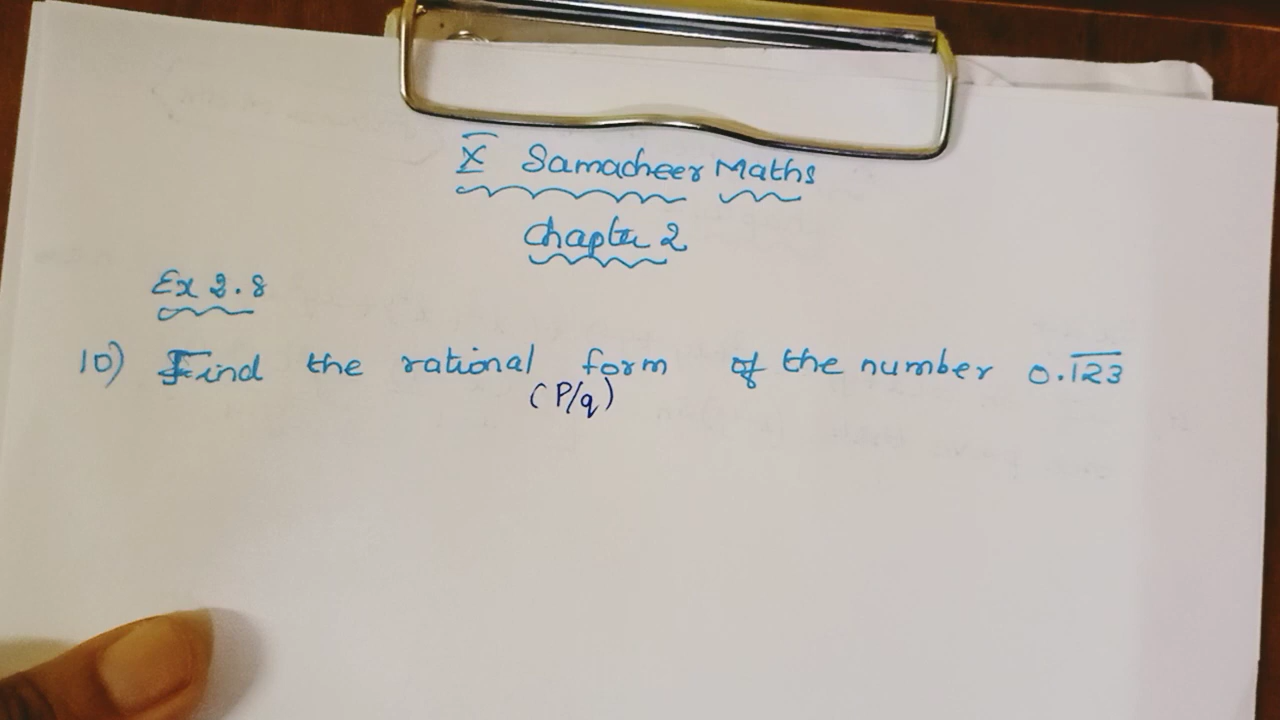 X Samacheer Maths
Chapter 2
Ex 2.8
10) Find the rational form of the number 0.1̅2̅3̅
(P/q)